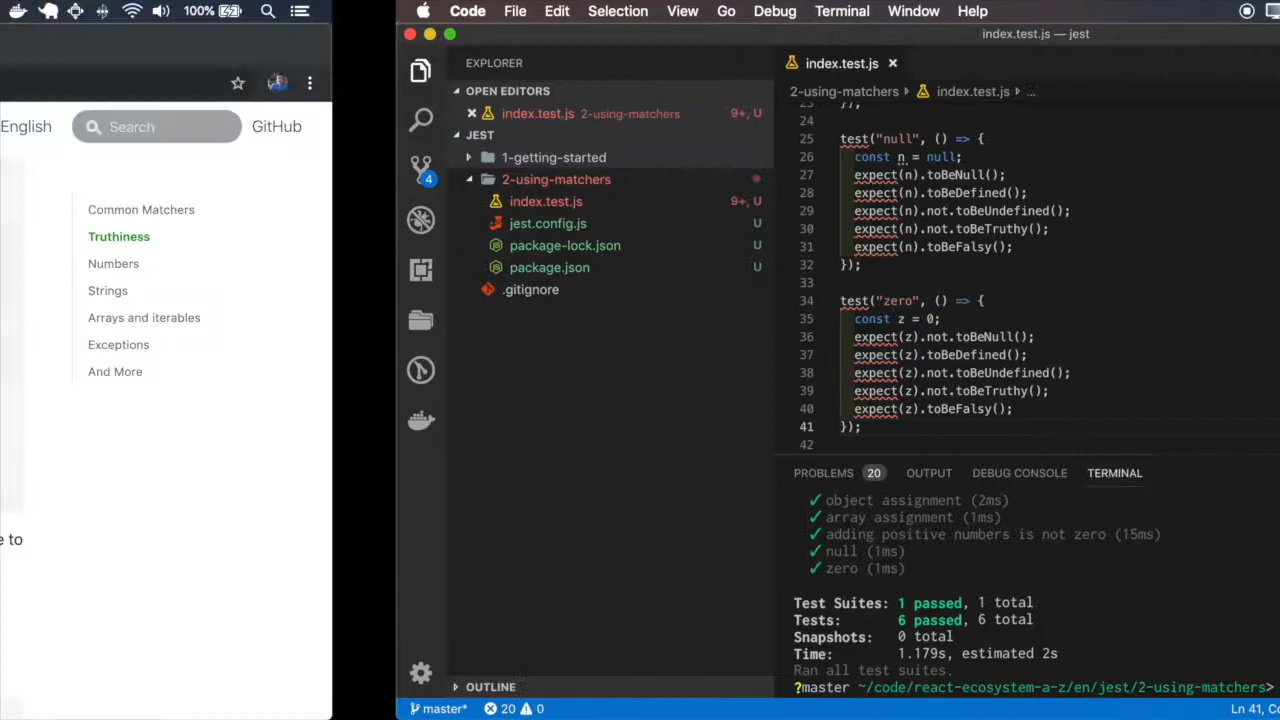 100%
Code File Edit Selection View Go Debug Terminal Window Help
index.test.js — jest
English Search GitHub
Common Matchers
Truthiness
Numbers
Strings
Arrays and iterables
Exceptions
And More
e to
EXPLORER
OPEN EDITORS
index.test.js 2-using-matchers 9+, U
JEST
1-getting-started
2-using-matchers
index.test.js 9+, U
jest.config.js U
package-lock.json U
package.json U
.gitignore
4
OUTLINE
index.test.js
2-using-matchers index.test.js ...
23 });
24
25 test("null", () => {
26 const n = null;
27 expect(n).toBeNull();
28 expect(n).toBeDefined();
29 expect(n).not.toBeUndefined();
30 expect(n).not.toBeTruthy();
31 expect(n).toBeFalsy();
32 });
33
34 test("zero", () => {
35 const z = 0;
36 expect(z).not.toBeNull();
37 expect(z).toBeDefined();
38 expect(z).not.toBeUndefined();
39 expect(z).not.toBeTruthy();
40 expect(z).toBeFalsy();
41 });
42
PROBLEMS 20 OUTPUT DEBUG CONSOLE TERMINAL
✓ object assignment (2ms)
✓ array assignment (1ms)
✓ adding positive numbers is not zero (15ms)
✓ null (1ms)
✓ zero (1ms)
Test Suites: 1 passed, 1 total
Tests: 6 passed, 6 total
Snapshots: 0 total
Time: 1.179s, estimated 2s
Ran all test suites.
?master ~/code/react-ecosystem-a-z/en/jest/2-using-matchers>
master* 20 0 Ln 41, Co